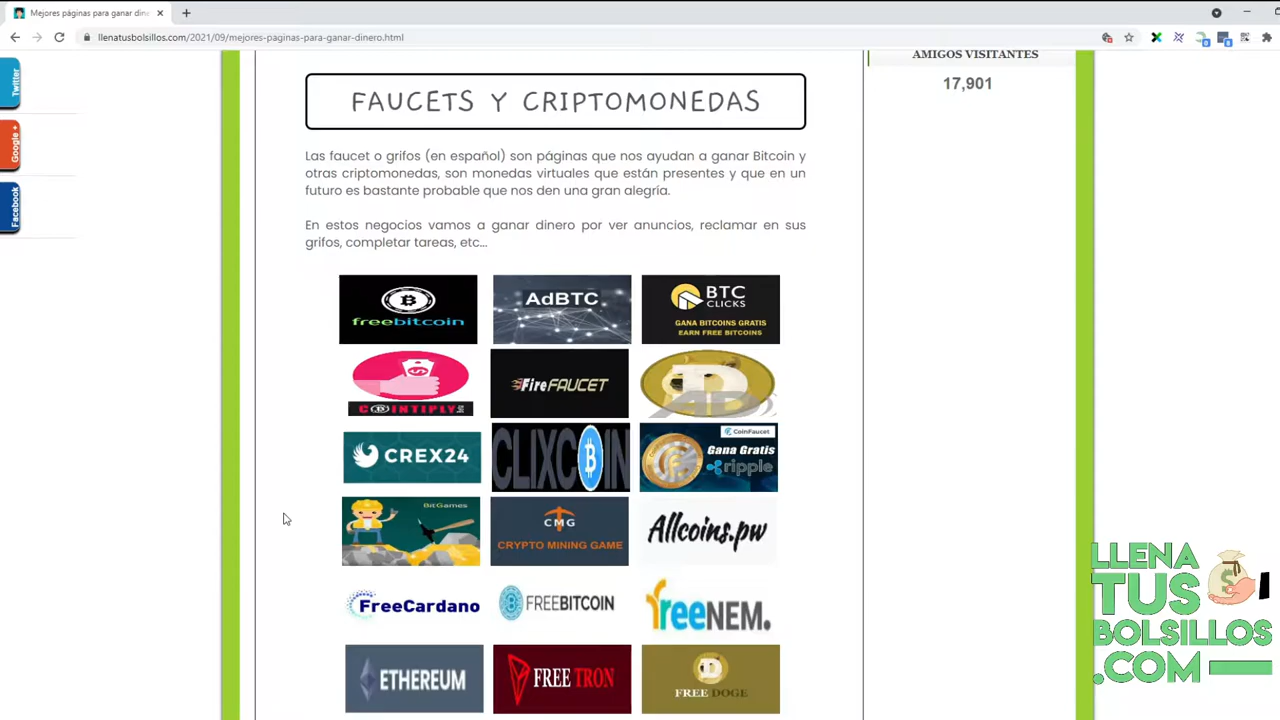 Mejores páginas para ganar dine
llenatusbolsillos.com/2021/09/mejores-paginas-para-ganar-dinero.html
Twitter
Google +
Facebook
AMIGOS VISITANTES
17,901
FAUCETS Y CRIPTOMONEDAS
Las faucet o grifos (en español) son páginas que nos ayudan a ganar Bitcoin y
otras criptomonedas, son monedas virtuales que están presentes y que en un
futuro es bastante probable que nos den una gran alegría.
En estos negocios vamos a ganar dinero por ver anuncios, reclamar en sus
grifos, completar tareas, etc...
freebitcoin
AdBTC
BTC
CLICKS
GANA BITCOINS GRATIS
EARN FREE BITCOINS
COINTIPLY
FireFAUCET
AD
CREX24
CLIXCOIN
CoinFaucet
Gana Gratis
ripple
BitGames
CMG
CRYPTO MINING GAME
Allcoins.pw
FreeCardano
FREEBITCOIN
freeNEM.
ETHEREUM
FREE TRON
FREE DOGE
LLENA
TUS
BOLSILLOS
.COM